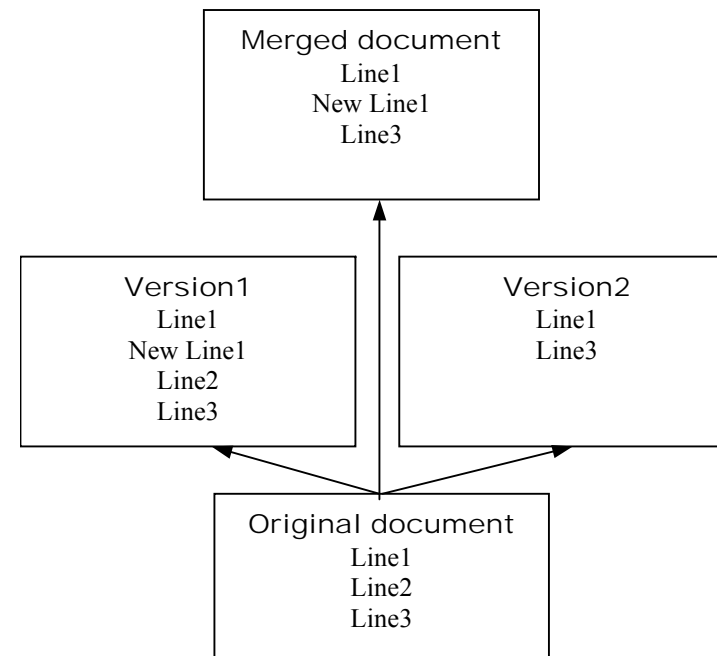 Merged document
Line1
New Line1
Line3
Version1
Line1
New Line1
Line2
Line3
Version2
Line1
Line3
Original document
Line1
Line2
Line3